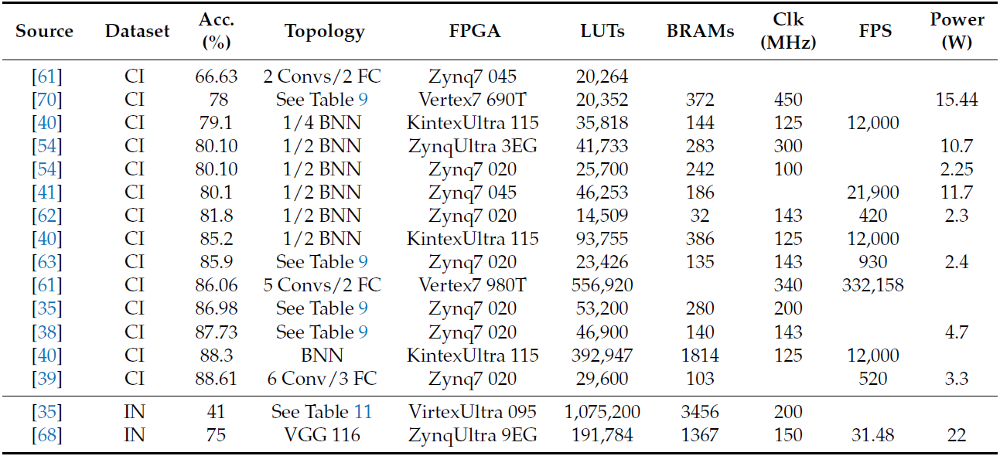 Source Dataset Acc. (%) Topology FPGA LUTs BRAMs Clk (MHz) FPS Power (W)
[61] CI 66.63 2 Convs/2 FC Zynq7 045 20,264
[70] CI 78 See Table 9 Vertex7 690T 20,352 372 450 15.44
[40] CI 79.1 1/4 BNN KintexUltra 115 35,818 144 125 12,000
[54] CI 80.10 1/2 BNN ZynqUltra 3EG 41,733 283 300 10.7
[54] CI 80.10 1/2 BNN Zynq7 020 25,700 242 100 2.25
[41] CI 80.1 1/2 BNN Zynq7 045 46,253 186 21,900 11.7
[62] CI 81.8 1/2 BNN Zynq7 020 14,509 32 143 420 2.3
[40] CI 85.2 1/2 BNN KintexUltra 115 93,755 386 125 12,000
[63] CI 85.9 See Table 9 Zynq7 020 23,426 135 143 930 2.4
[61] CI 86.06 5 Convs/2 FC Vertex7 980T 556,920 340 332,158
[35] CI 86.98 See Table 9 Zynq7 020 53,200 280 200
[38] CI 87.73 See Table 9 Zynq7 020 46,900 140 143 4.7
[40] CI 88.3 BNN KintexUltra 115 392,947 1814 125 12,000
[39] CI 88.61 6 Conv/3 FC Zynq7 020 29,600 103 520 3.3
[35] IN 41 See Table 11 VirtexUltra 095 1,075,200 3456 200
[68] IN 75 VGG 116 ZynqUltra 9EG 191,784 1367 150 31.48 22